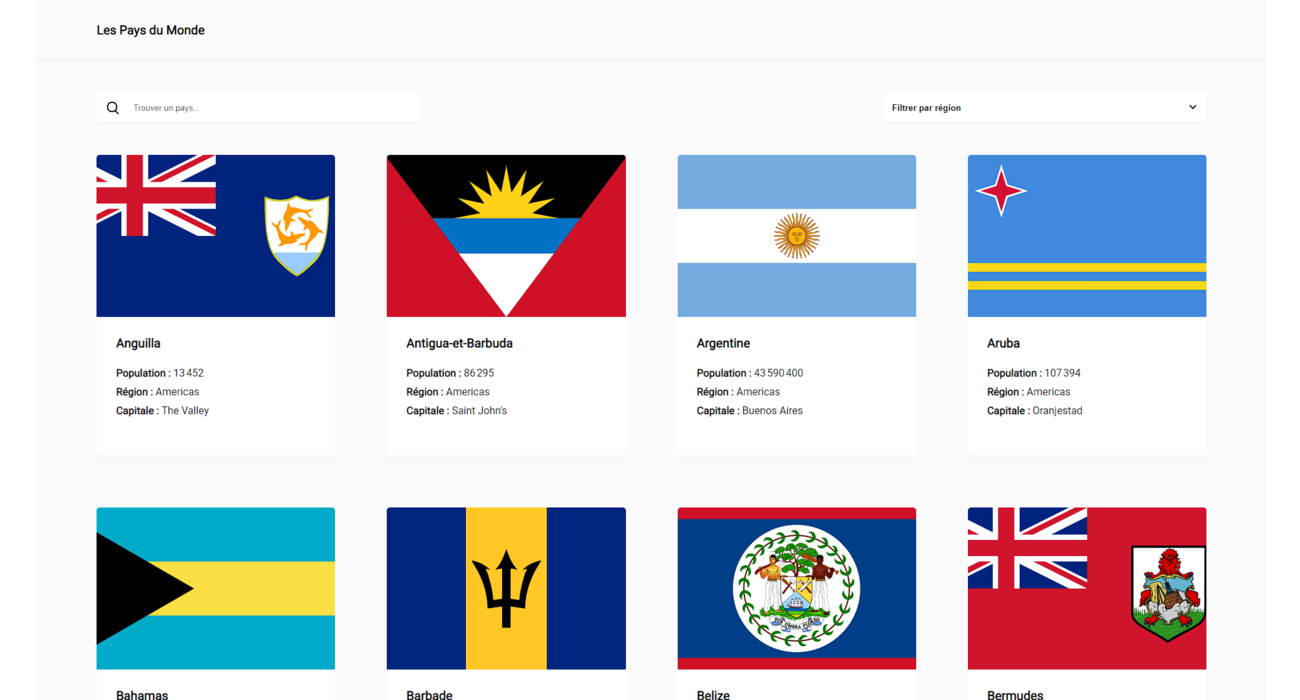 Les Pays du Monde
Trouver un pays...
Filtrer par région
Anguilla
Population : 13 452
Région : Americas
Capitale : The Valley
Antigua-et-Barbuda
Population : 86 295
Région : Americas
Capitale : Saint John's
Argentine
Population : 43 590 400
Région : Americas
Capitale : Buenos Aires
Aruba
Population : 107 394
Région : Americas
Capitale : Oranjestad
Bahamas
Barbade
Belize
Bermudes